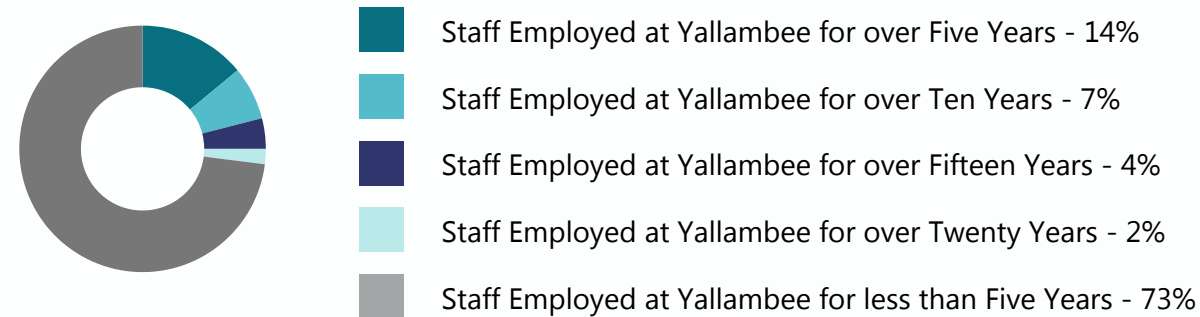 Staff Employed at Yallambee for over Five Years - 14%
Staff Employed at Yallambee for over Ten Years - 7%
Staff Employed at Yallambee for over Fifteen Years - 4%
Staff Employed at Yallambee for over Twenty Years - 2%
Staff Employed at Yallambee for less than Five Years - 73%